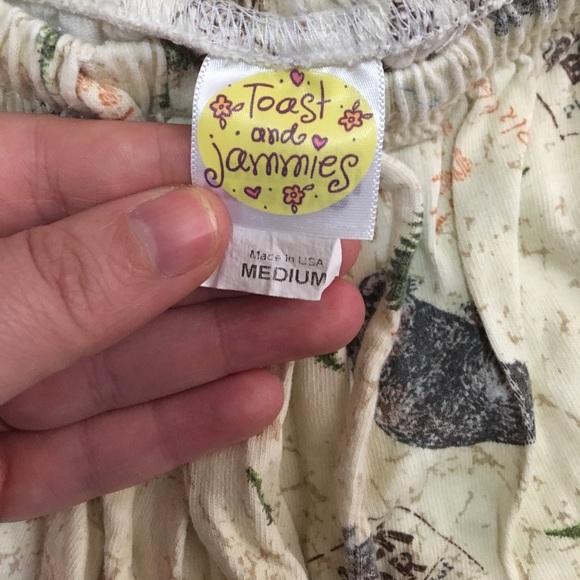 Toast
and
jammies
Made in USA
MEDIUM